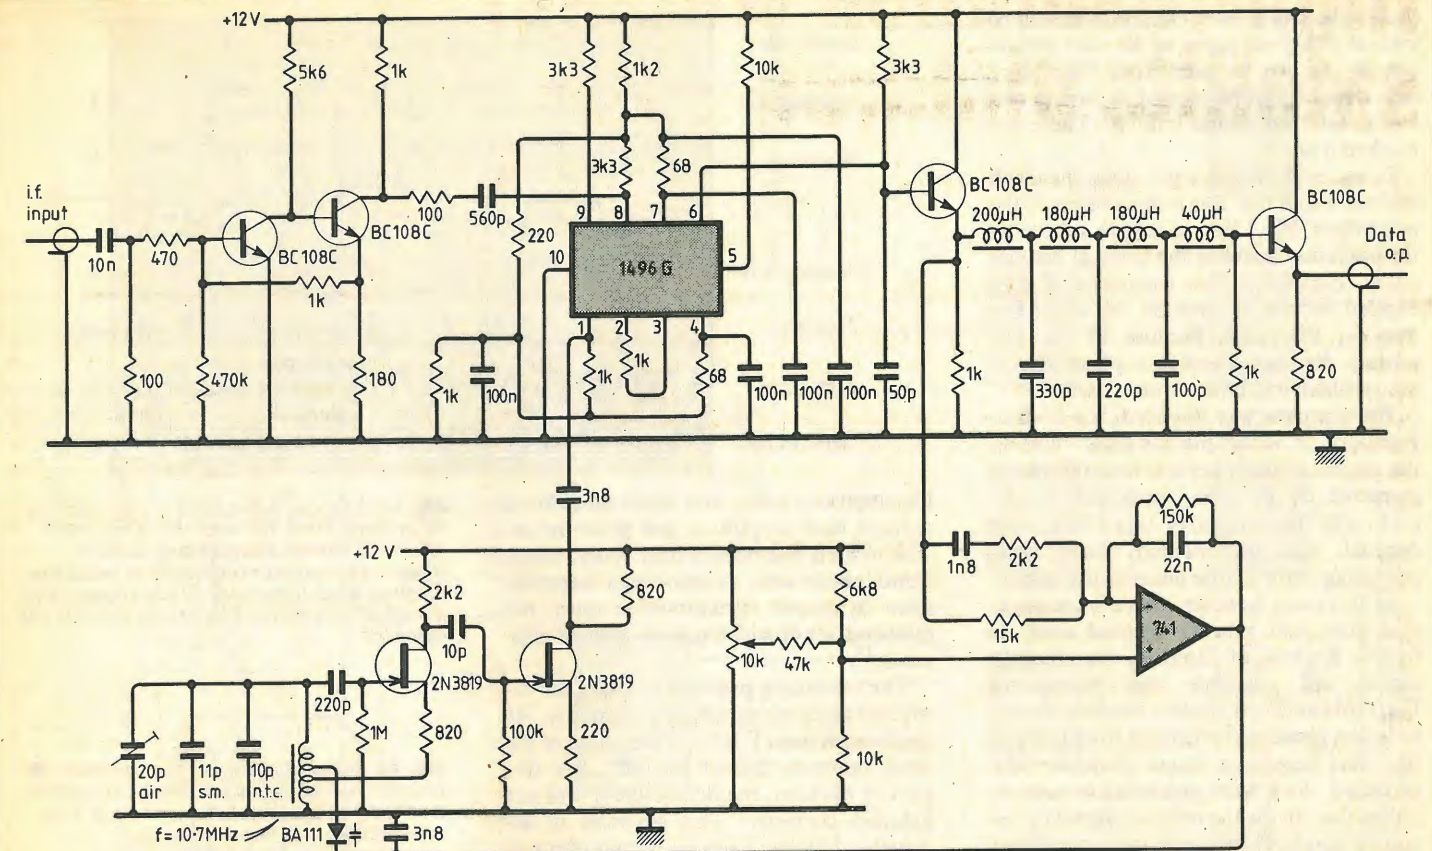 +12V
5k6
1k
3k3
1k2
10k
3k3
3k3
68
i.f.
input
BC108C
BC108C
10n
470
BC108C
BC108C
100
560p
9
8
7
6
220
200µH
180µH
180µH
40µH
Data
o.p.
10
1496G
5
1k
1
2
3
4
100
470k
180
1k
100n
1k
1k
68
100n
100n
100n
50p
1k
330p
220p
100p
1k
820
3n8
+12V
150k
22n
1n8
2k2
2k2
820
6k8
10p
15k
741
-
+
10k
47k
2N3819
2N3819
220p
1M
820
100k
220
10k
20p
air
11p
s.m.
10p
n.t.c.
f=10·7MHz
BA111
3n8